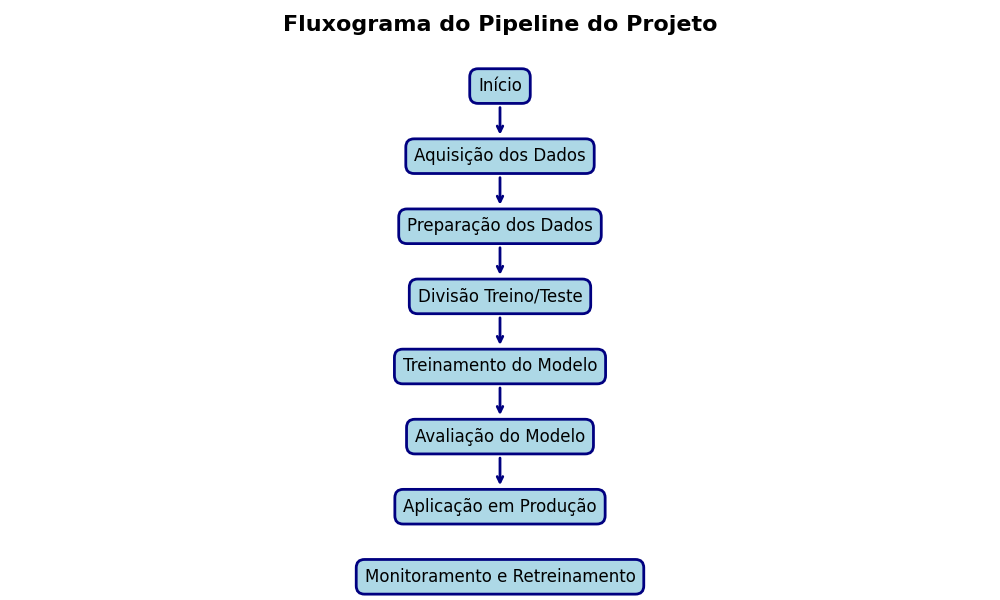 Fluxograma do Pipeline do Projeto
Início
Aquisição dos Dados
Preparação dos Dados
Divisão Treino/Teste
Treinamento do Modelo
Avaliação do Modelo
Aplicação em Produção
Monitoramento e Retreinamento